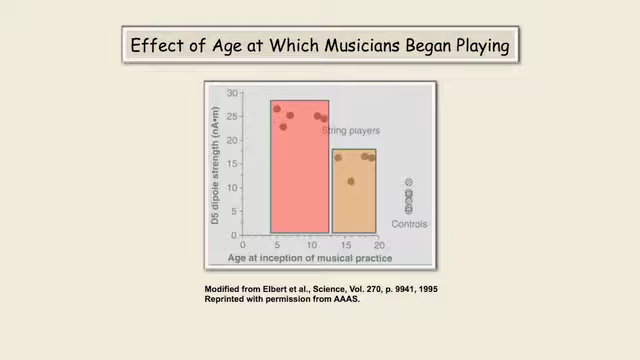 Effect of Age at Which Musicians Began Playing
D5 dipole strength (nA•m)
30
25
20
15
10
5
0
String players
Controls
0 5 10 15 20
Age at inception of musical practice
Modified from Elbert et al., Science, Vol. 270, p. 9941, 1995
Reprinted with permission from AAAS.